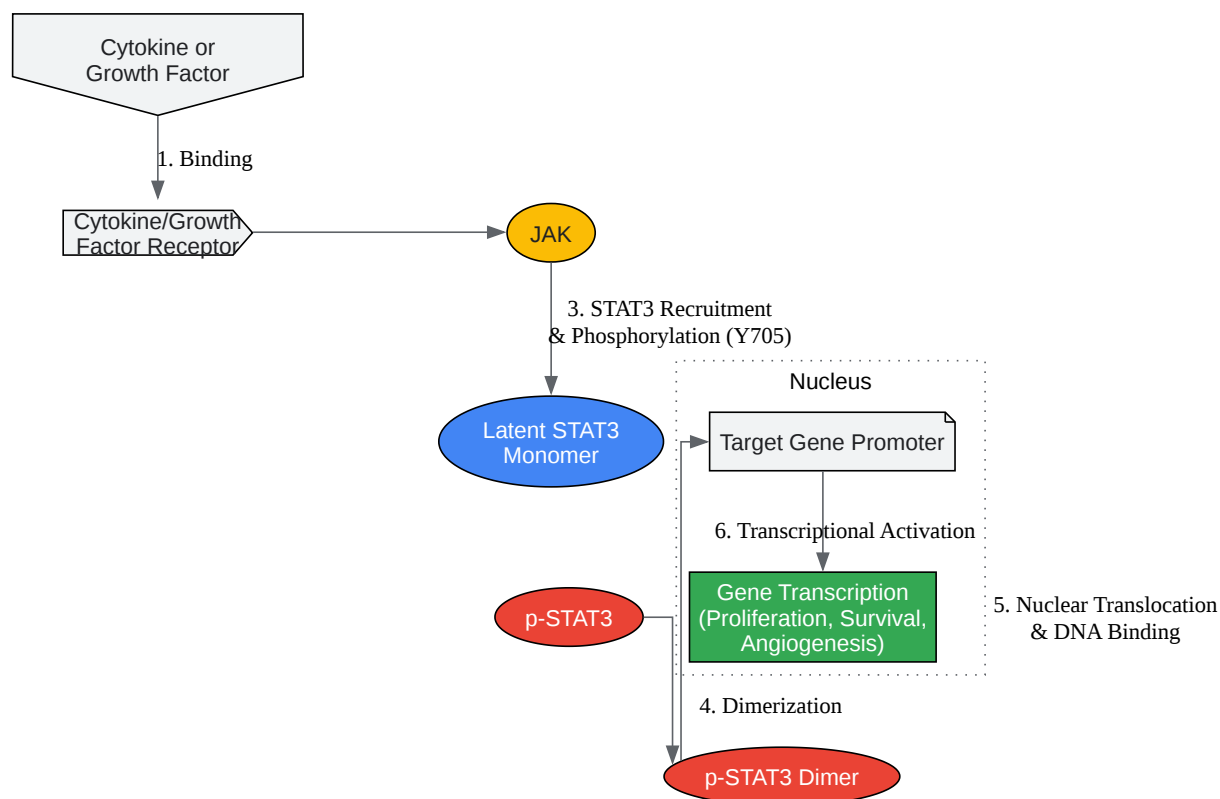 Cytokine or
Growth Factor
1. Binding
Cytokine/Growth
Factor Receptor
JAK
3. STAT3 Recruitment
& Phosphorylation (Y705)
Nucleus
Latent STAT3
Monomer
Target Gene Promoter
6. Transcriptional Activation
Gene Transcription
(Proliferation, Survival,
Angiogenesis)
p-STAT3
5. Nuclear Translocation
& DNA Binding
4. Dimerization
p-STAT3 Dimer